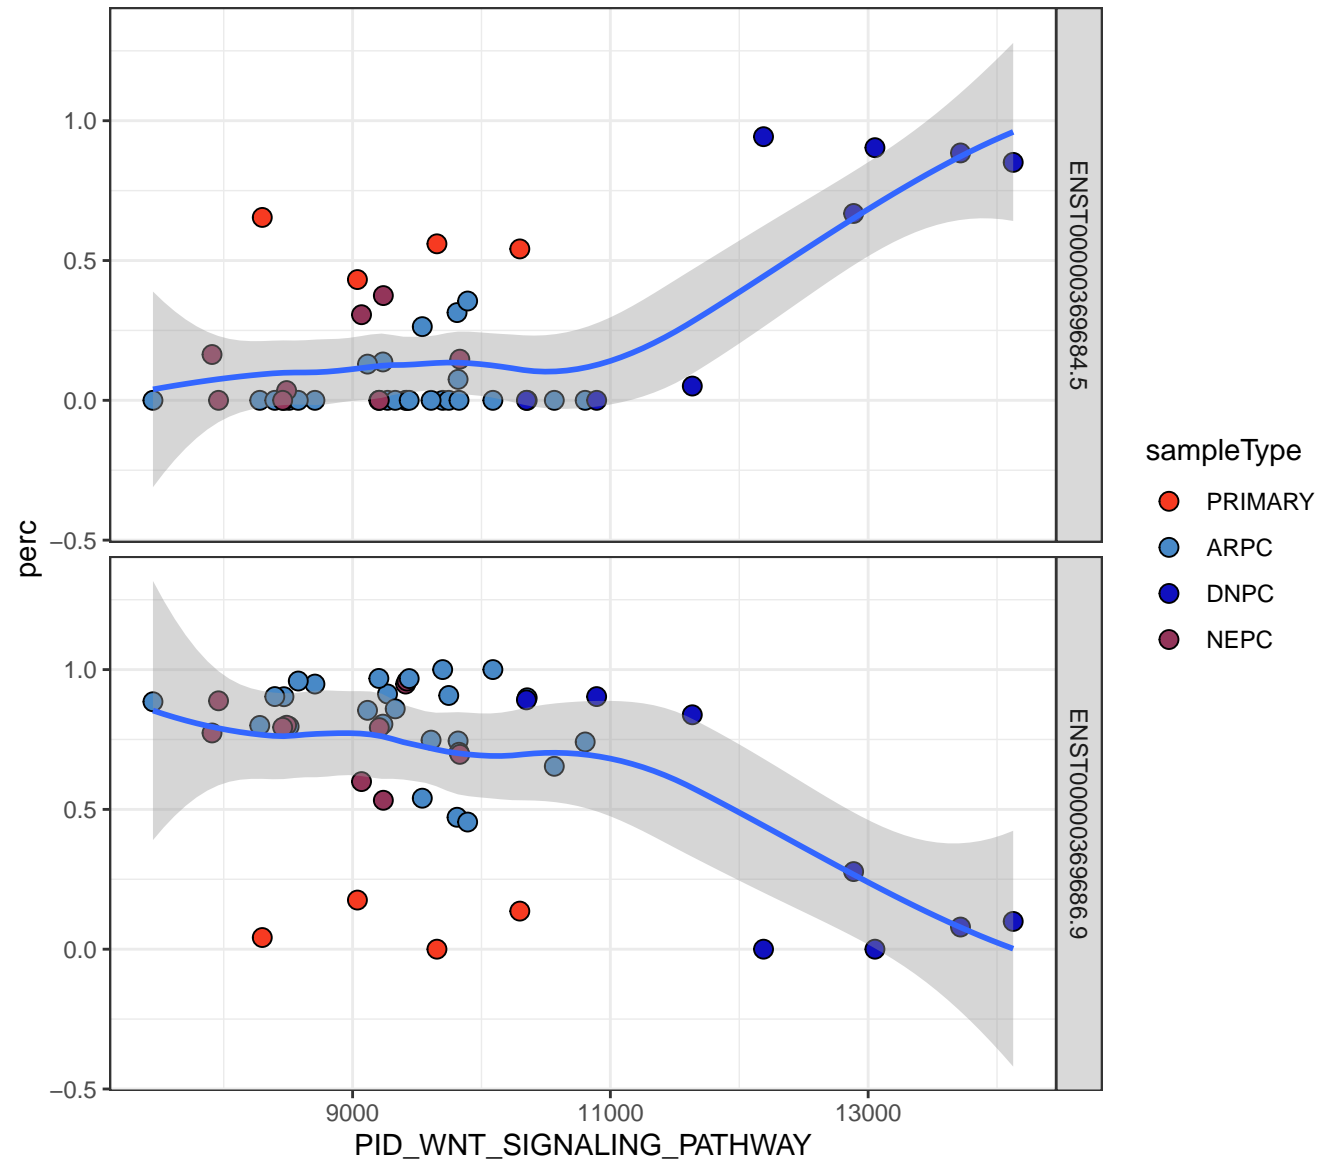 1.0
0.5
0.0
−0.5
ENST00000369684.5
1.0
0.5
0.0
−0.5
ENST00000369686.9
perc
9000
11000
13000
PID_WNT_SIGNALING_PATHWAY
sampleType
PRIMARY
ARPC
DNPC
NEPC